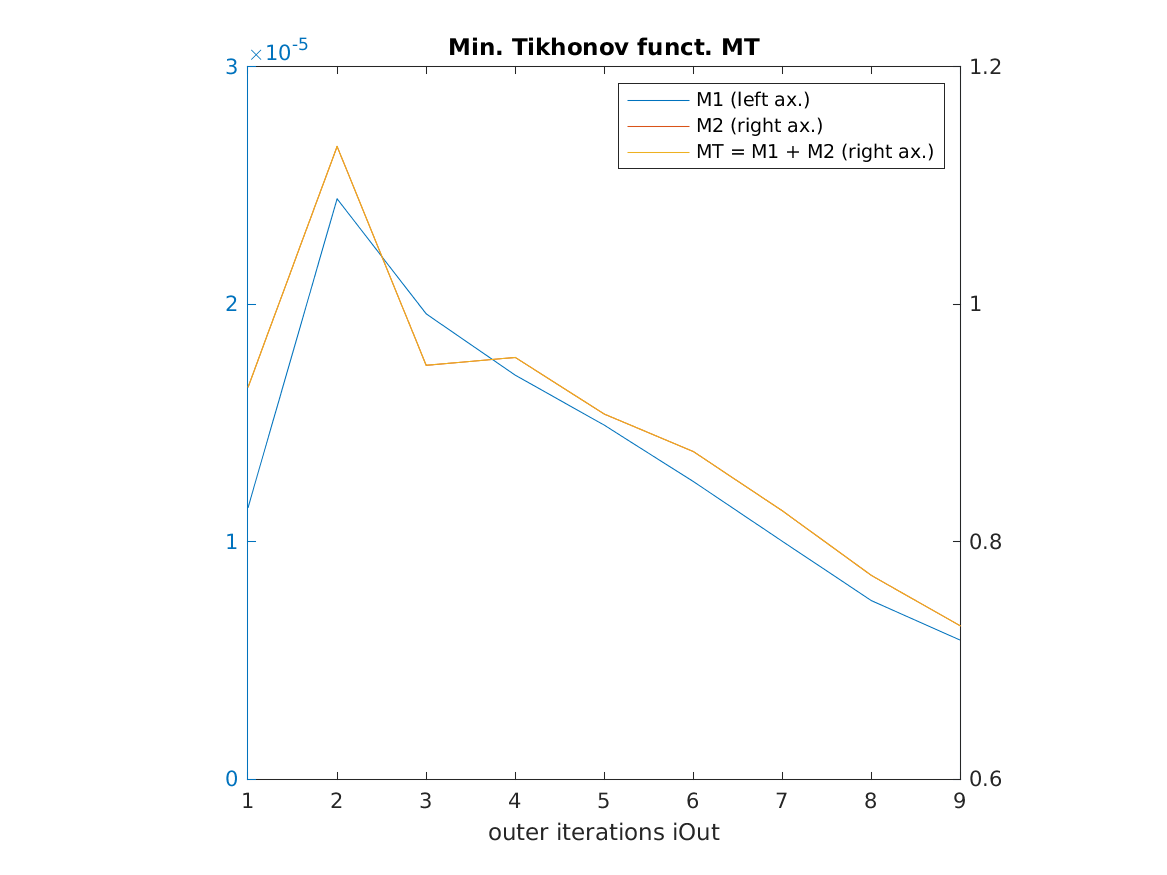 Min. Tikhonov funct. MT
×10-5
3
2
1
0
1.2
1
0.8
0.6
M1 (left ax.)
M2 (right ax.)
MT = M1 + M2 (right ax.)
1 2 3 4 5 6 7 8 9
outer iterations iOut